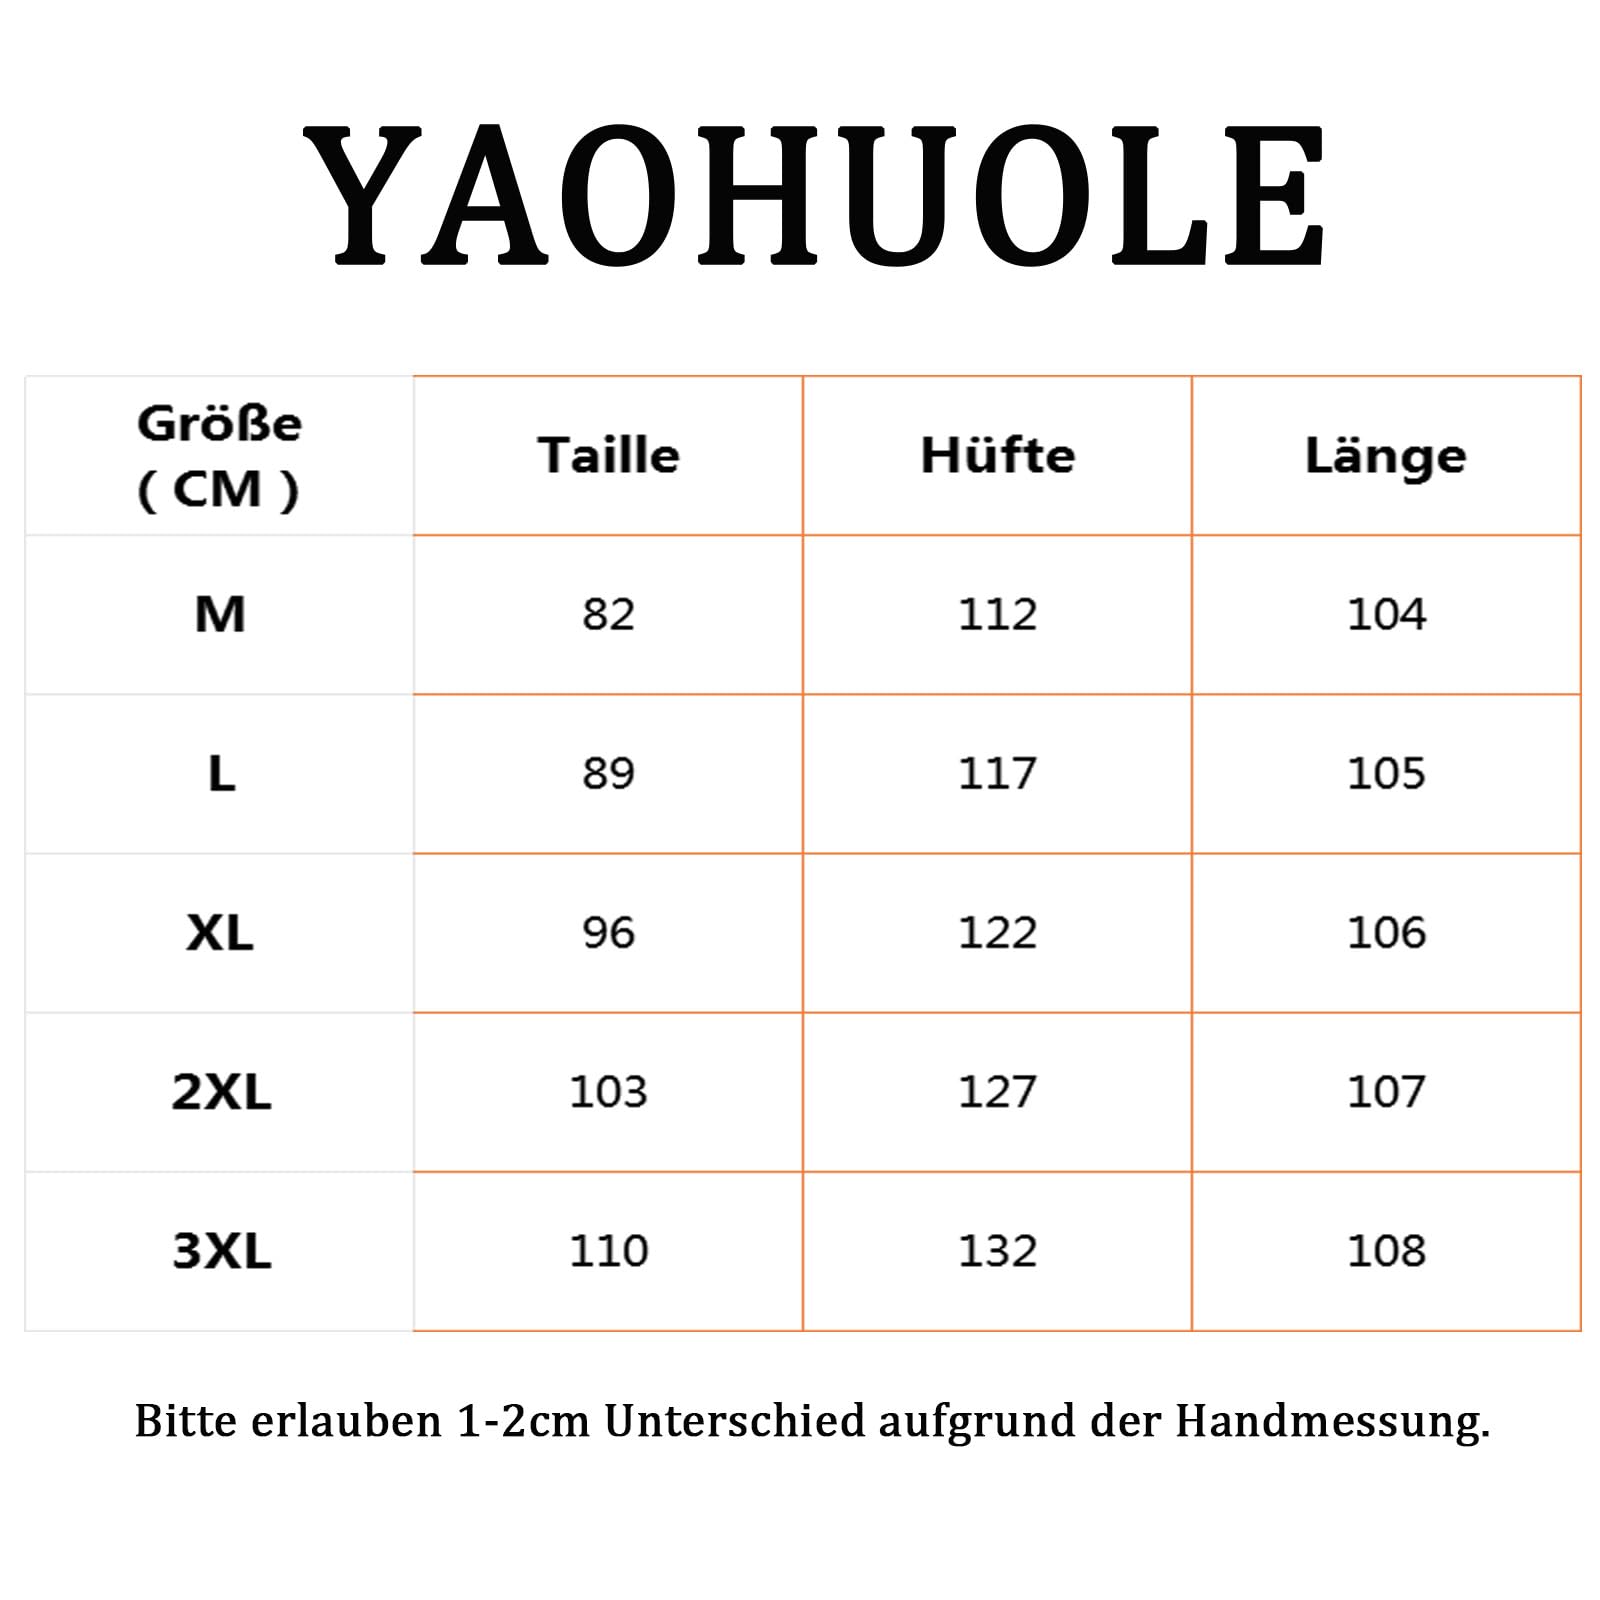 YAOHUOLE
Größe
( CM )
Taille
Hüfte
Länge
M
82
112
104
L
89
117
105
XL
96
122
106
2XL
103
127
107
3XL
110
132
108
Bitte erlauben 1-2cm Unterschied aufgrund der Handmessung.